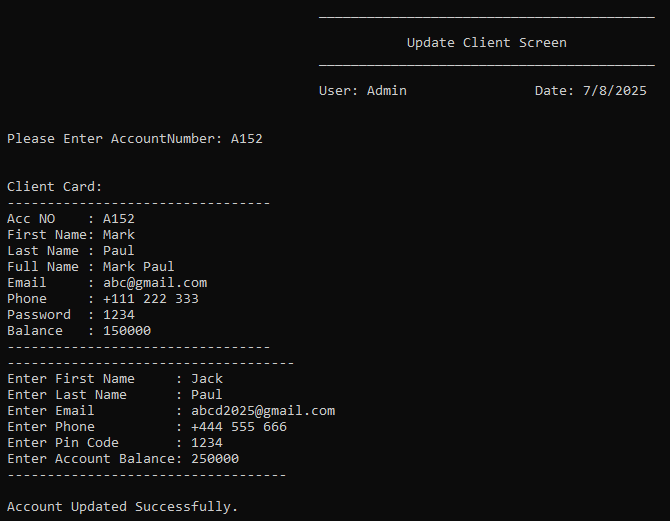 Update Client Screen
User: Admin Date: 7/8/2025
Please Enter AccountNumber: A152
Client Card:
---------------------------------
Acc NO    : A152
First Name: Mark
Last Name : Paul
Full Name : Mark Paul
Email     : abc@gmail.com
Phone     : +111 222 333
Password  : 1234
Balance   : 150000
---------------------------------
------------------------------------
Enter First Name     : Jack
Enter Last Name      : Paul
Enter Email          : abcd2025@gmail.com
Enter Phone          : +444 555 666
Enter Pin Code       : 1234
Enter Account Balance: 250000
-----------------------------------
Account Updated Successfully.